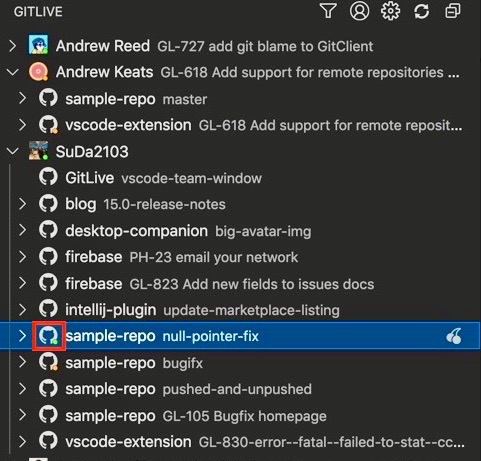 GITLIVE
Andrew Reed GL-727 add git blame to GitClient
Andrew Keats GL-618 Add support for remote repositories ...
sample-repo master
vscode-extension GL-618 Add support for remote reposit...
SuDa2103
GitLive vscode-team-window
blog 15.0-release-notes
desktop-companion big-avatar-img
firebase PH-23 email your network
firebase GL-823 Add new fields to issues docs
intellij-plugin update-marketplace-listing
sample-repo null-pointer-fix
sample-repo bugifx
sample-repo pushed-and-unpushed
sample-repo GL-105 Bugfix homepage
vscode-extension GL-830-error--fatal--failed-to-stat--cc...